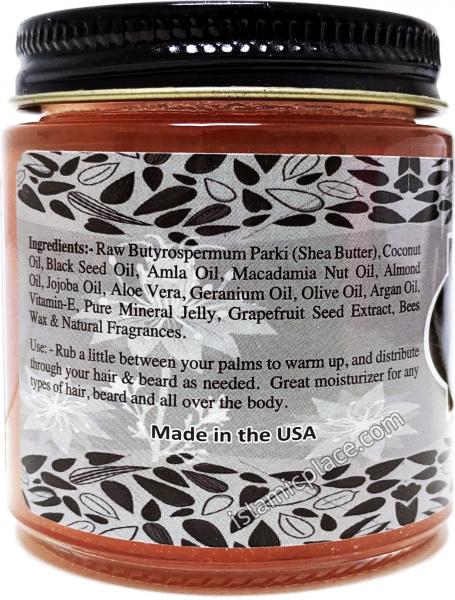 Ingredients:- Raw Butyrospermum Parki (Shea Butter), Coconut
Oil, Black Seed Oil, Amla Oil, Macadamia Nut Oil, Almond
Oil, Jojoba Oil, Aloe Vera, Geranium Oil, Olive Oil, Argan Oil,
Vitamin-E, Pure Mineral Jelly, Grapefruit Seed Extract, Bees
Wax & Natural Fragrances.
Use: - Rub a little between your palms to warm up, and distribute
through your hair & beard as needed. Great moisturizer for any
types of hair, beard and all over the body.
Made in the USA
islamicplace.com